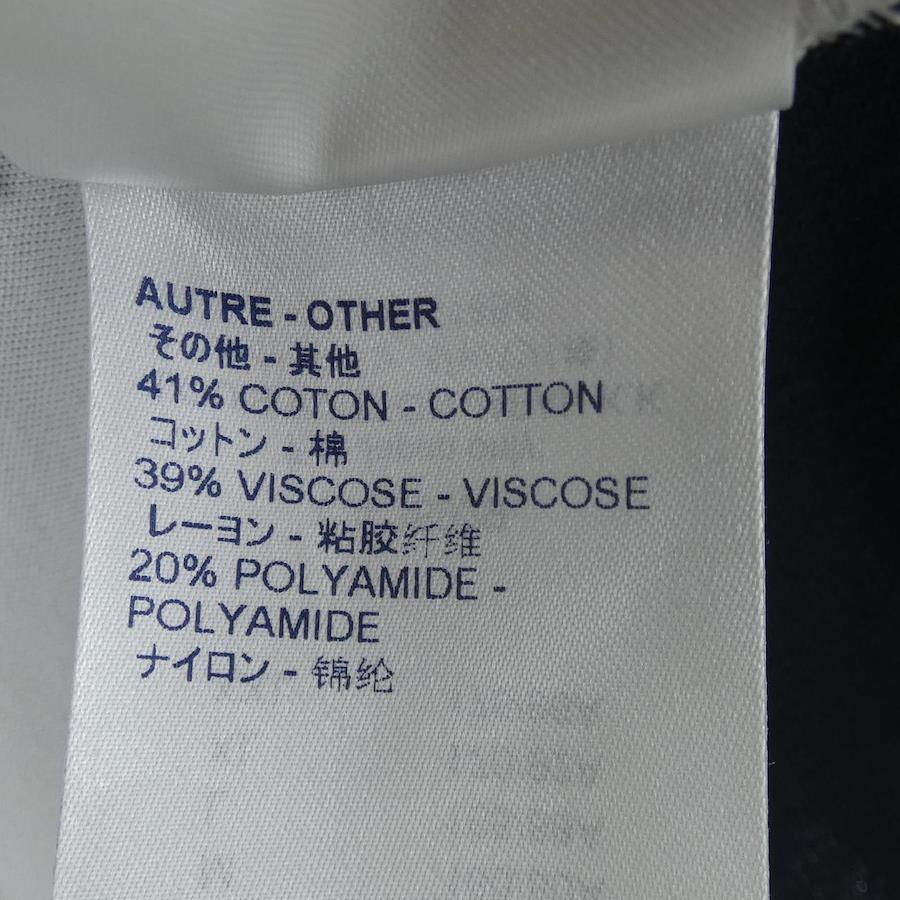 AUTRE - OTHER
その他 - 其他
41% COTON - COTTON
コットン - 棉
39% VISCOSE - VISCOSE
レーヨン - 粘胶纤维
20% POLYAMIDE -
POLYAMIDE
ナイロン - 锦纶